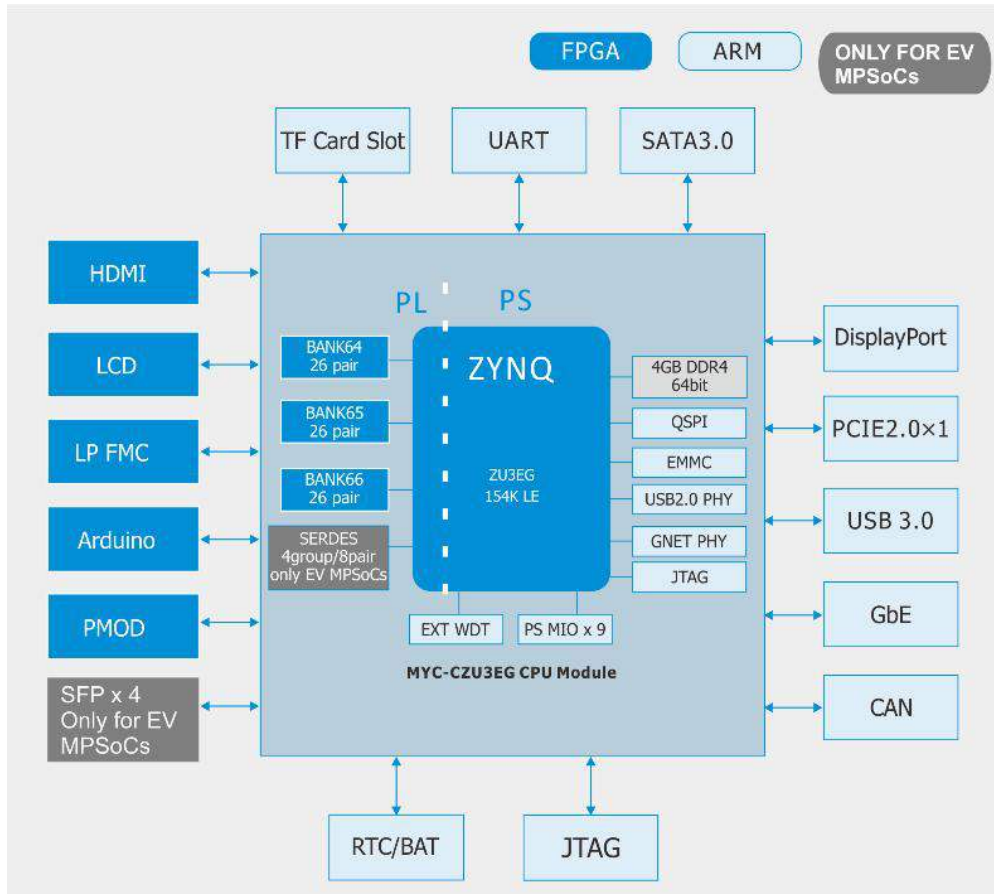 FPGA
ARM
ONLY FOR EV
MPSoCs
TF Card Slot
UART
SATA3.0
HDMI
LCD
LP FMC
Arduino
PMOD
SFP x 4
Only for EV
MPSoCs
PL
PS
BANK64
26 pair
BANK65
26 pair
BANK66
26 pair
SERDES
4group/8pair
only EV MPSoCs
ZYNQ
ZU3EG
154K LE
4GB DDR4
64bit
QSPI
EMMC
USB2.0 PHY
GNET PHY
JTAG
EXT WDT
PS MIO x 9
MYC-CZU3EG CPU Module
DisplayPort
PCIE2.0×1
USB 3.0
GbE
CAN
RTC/BAT
JTAG